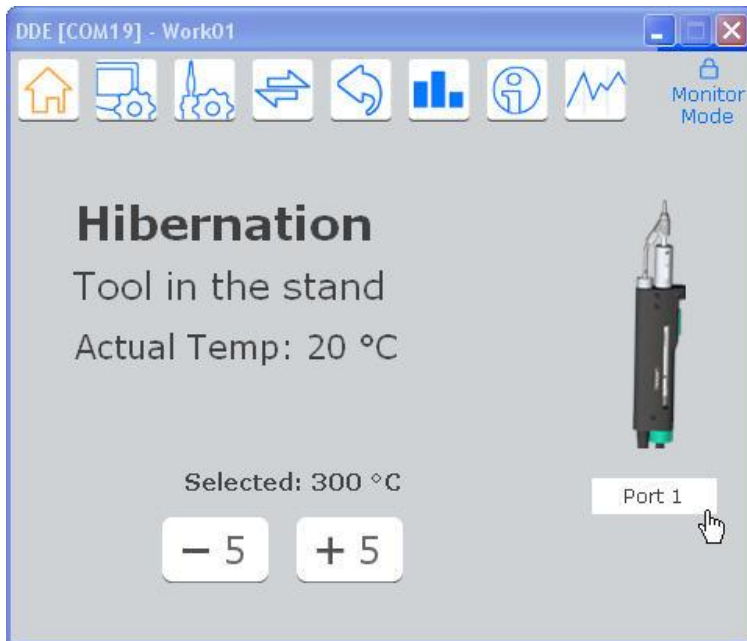 DDE [COM19] - Work01
Monitor
Mode
Hibernation
Tool in the stand
Actual Temp: 20 °C
Selected: 300 °C
Port 1
− 5
+ 5